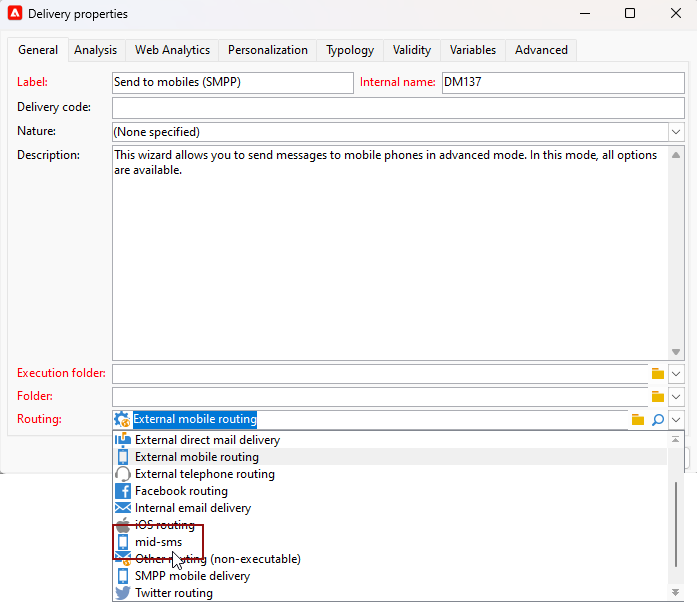 Delivery properties
General Analysis Web Analytics Personalization Typology Validity Variables Advanced
Label: Send to mobiles (SMPP) Internal name: DM137
Delivery code:
Nature: (None specified)
Description: This wizard allows you to send messages to mobile phones in advanced mode. In this mode, all options
are available.
Execution folder:
Folder:
Routing: External mobile routing
External direct mail delivery
External mobile routing
External telephone routing
Facebook routing
Internal email delivery
iOS routing
mid-sms
Other routing (non-executable)
SMPP mobile delivery
Twitter routing